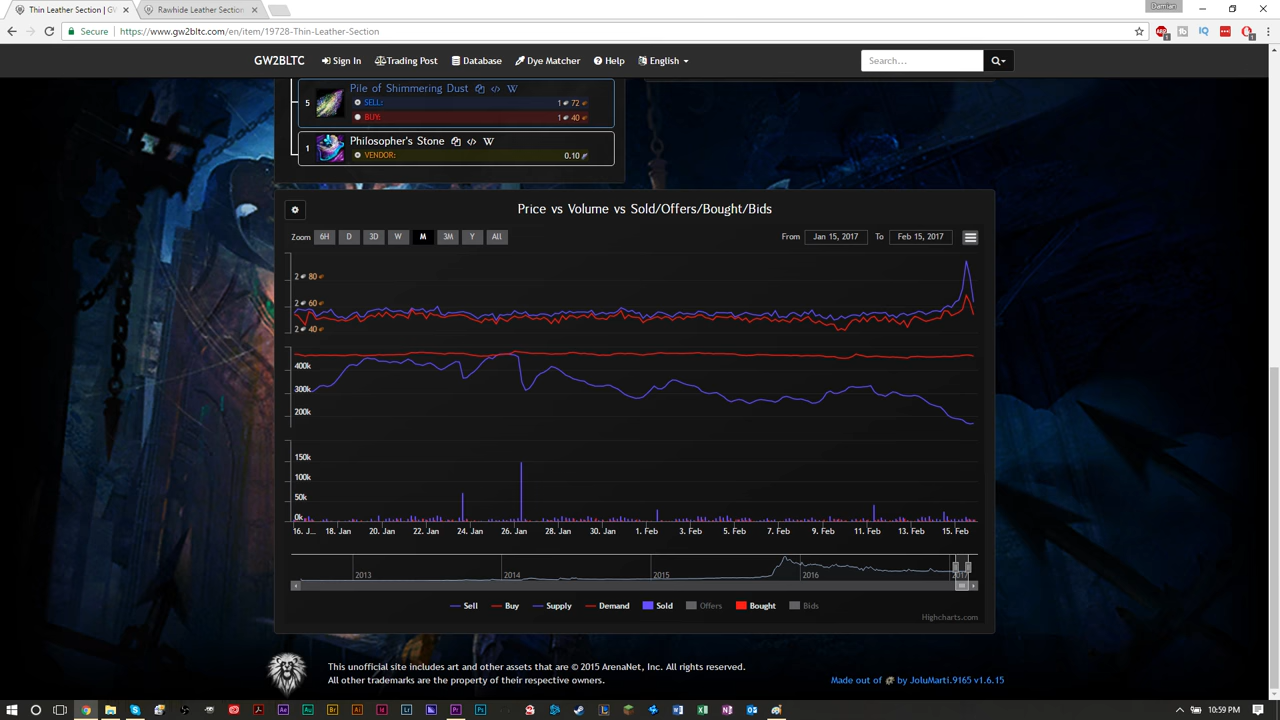 Thin Leather Section | GV
Rawhide Leather Section
Damian
Secure
https://www.gw2bltc.com/en/item/19728-Thin-Leather-Section
GW2BLTC Sign In Trading Post Database Dye Matcher Help English Search...
5 Pile of Shimmering Dust W
SELL: 1 72
BUY: 1 40
1 Philosopher's Stone W
VENDOR: 0.10
Price vs Volume vs Sold/Offers/Bought/Bids
Zoom 6H D 3D W M 3M Y All From Jan 15, 2017 To Feb 15, 2017
2 80
2 60
2 40
400k
300k
200k
150k
100k
50k
0k
16. J... 18. Jan 20. Jan 22. Jan 24. Jan 26. Jan 28. Jan 30. Jan 1. Feb 3. Feb 5. Feb 7. Feb 9. Feb 11. Feb 13. Feb 15. Feb
2013 2014 2015 2016 2017
Sell Buy Supply Demand Sold Offers Bought Bids
Highcharts.com
This unofficial site includes art and other assets that are © 2015 ArenaNet, Inc. All rights reserved.
All other trademarks are the property of their respective owners.
Made out of by JoluMarti.9165 v1.6.15
10:59 PM